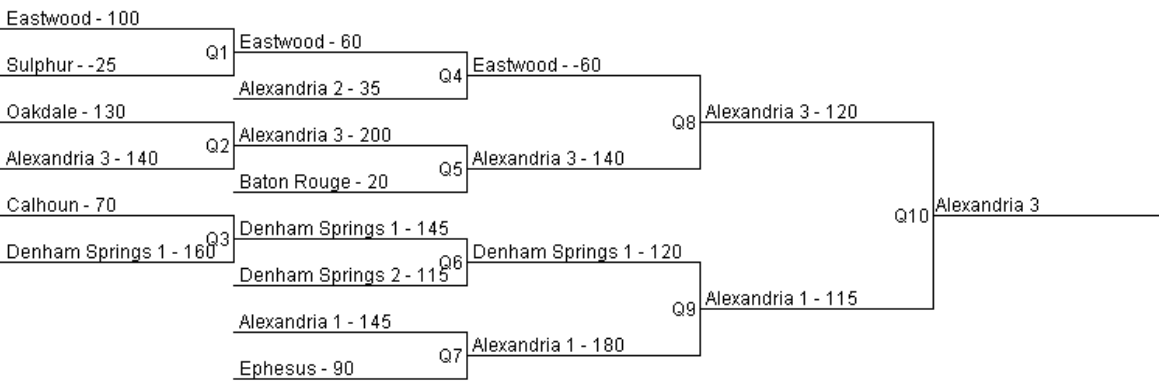 Eastwood - 100
Sulphur - -25
Q1
Eastwood - 60
Alexandria 2 - 35
Q4
Eastwood - -60
Oakdale - 130
Alexandria 3 - 140
Q2
Alexandria 3 - 200
Baton Rouge - 20
Q5
Alexandria 3 - 140
Q8
Alexandria 3 - 120
Calhoun - 70
Denham Springs 1 - 160
Q3
Denham Springs 1 - 145
Denham Springs 2 - 115
Q6
Denham Springs 1 - 120
Alexandria 1 - 145
Ephesus - 90
Q7
Alexandria 1 - 180
Q9
Alexandria 1 - 115
Q10
Alexandria 3